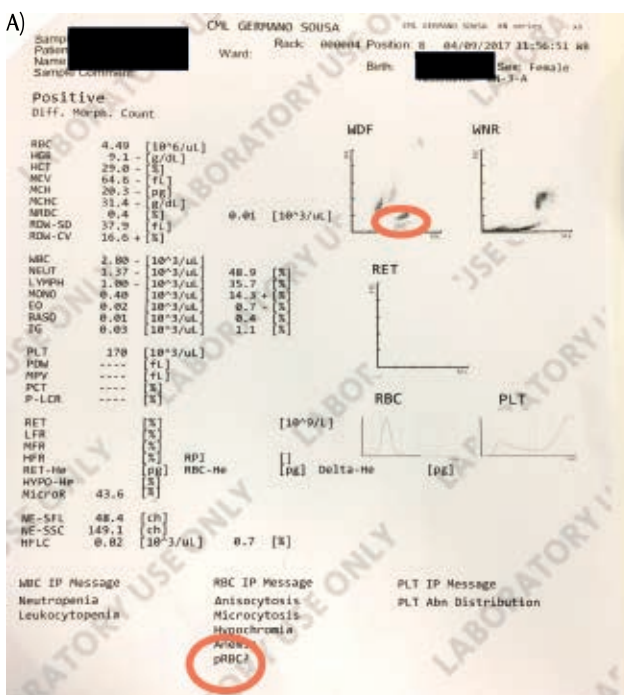 A)
CML GERMANO SOUSA
Rack: 000004 Position 8 04/09/2017 11:56:51 WB
Ward:
Name
Sample Comment:
Birth: Sex: Female
Positive
Diff. Morph. Count
WDF WNR
RBC 4.49 [10^6/uL]
HGB 9.1 - [g/dL]
HCT 29.0 - [%]
MCV 64.6 - [fL]
MCH 20.3 - [pg]
MCHC 31.4 - [g/dL]
NRBC 0.4 [%] 0.01 [10^3/uL]
RDW-SD 37.9 [fL]
RDW-CV 16.6 + [%]
WBC 2.80 - [10^3/uL]
NEUT 1.37 - [10^3/uL] 48.9 [%]
LYMPH 1.00 - [10^3/uL] 35.7 [%]
MONO 0.40 [10^3/uL] 14.3 + [%]
EO 0.02 [10^3/uL] 0.7 - [%]
BASO 0.01 [10^3/uL] 0.4 [%]
IG 0.03 [10^3/uL] 1.1 [%]
RET
PLT 170 [10^3/uL]
PDW ---- [fL]
MPV ---- [fL]
PCT ---- [%]
P-LCR ---- [%]
RBC PLT
RET [%] [10^9/L]
LFR [%]
MFR [%]
HFR [%] RPI []
RET-He [pg] RBC-He [pg] Delta-He [pg]
HYPO-He [%]
MicroR 43.6 [%]
NE-SFL 48.4 [ch]
NE-SSC 149.1 [ch]
HFLC 0.02 [10^3/uL] 0.7 [%]
WBC IP Message RBC IP Message PLT IP Message
Neutropenia Anisocytosis PLT Abn Distribution
Leukocytopenia Microcytosis
Hypochromia
Anemia
pRBC?
LABORATORY USE ONLY